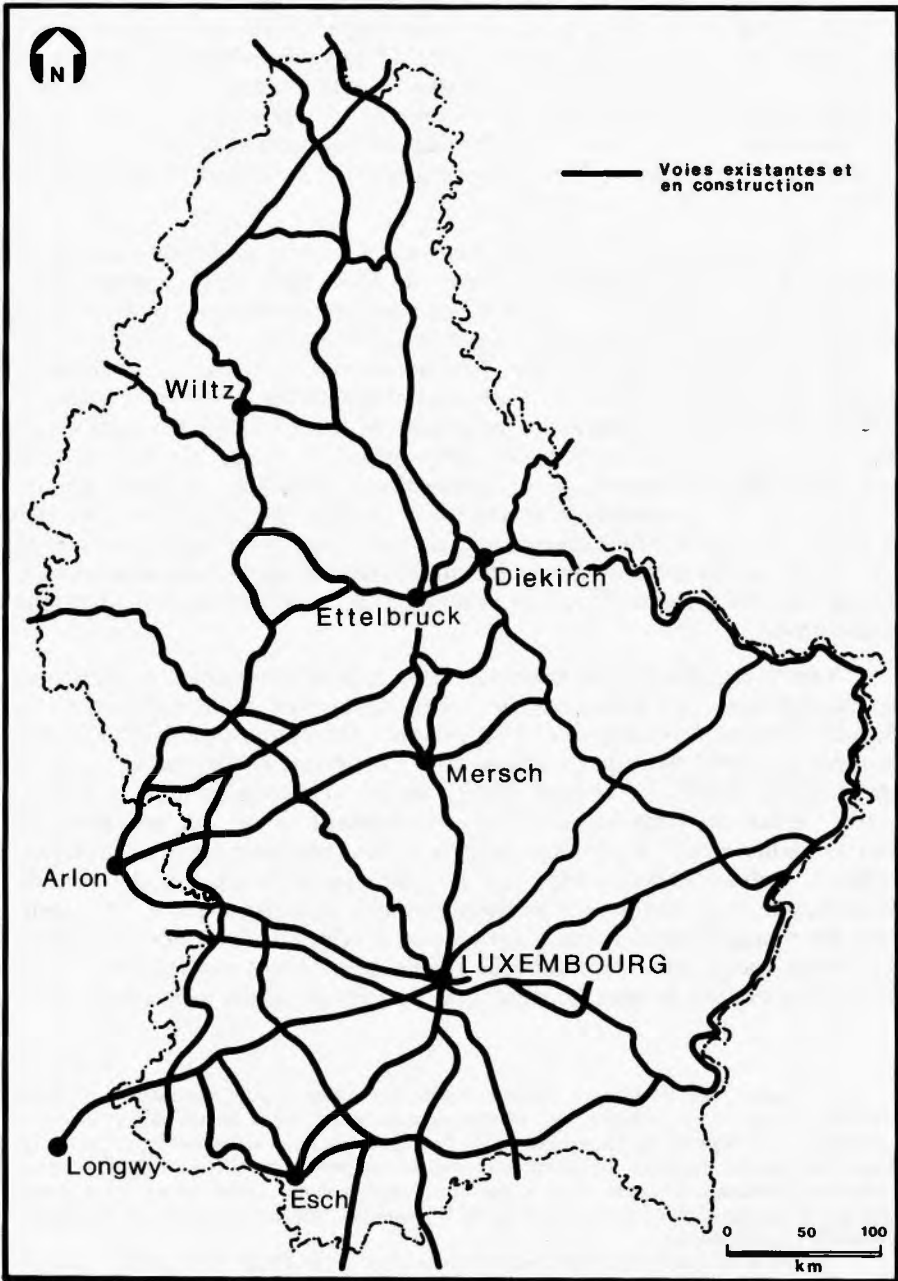 N
Voies existantes et
en construction
Wiltz
Diekirch
Ettelbruck
Mersch
Arlon
LUXEMBOURG
Longwy
Esch
0 50 100
km